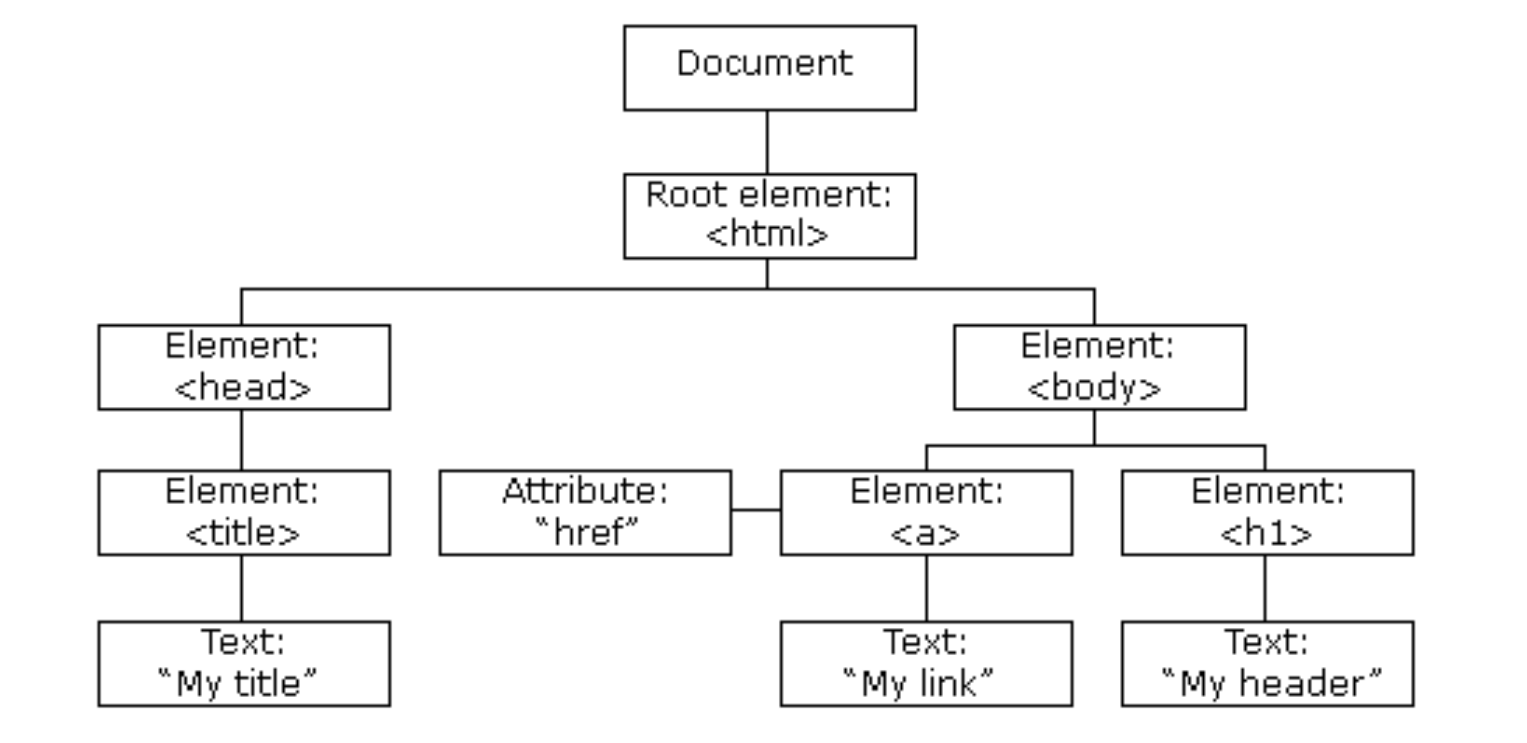 Document
Root element:
<html>
Element:
<head>
Element:
<body>
Element:
<title>
Attribute:
“href”
Element:
<a>
Element:
<h1>
Text:
“My title”
Text:
“My link”
Text:
“My header”